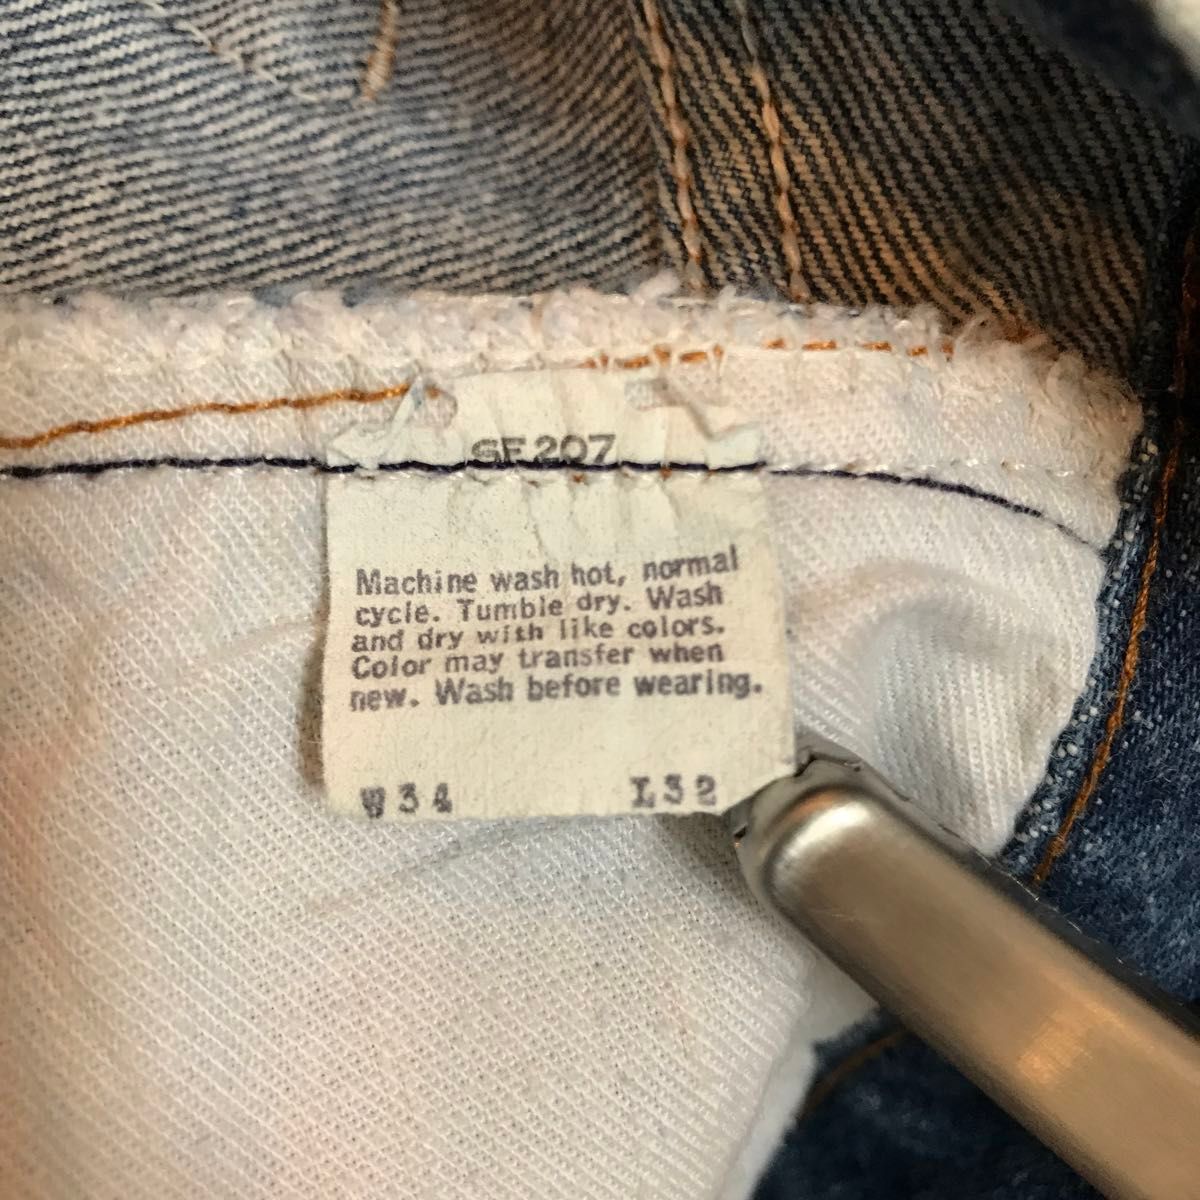 SF 207
Machine wash hot, normal
cycle. Tumble dry. Wash
and dry with like colors.
Color may transfer when
new. Wash before wearing.
W34 L32